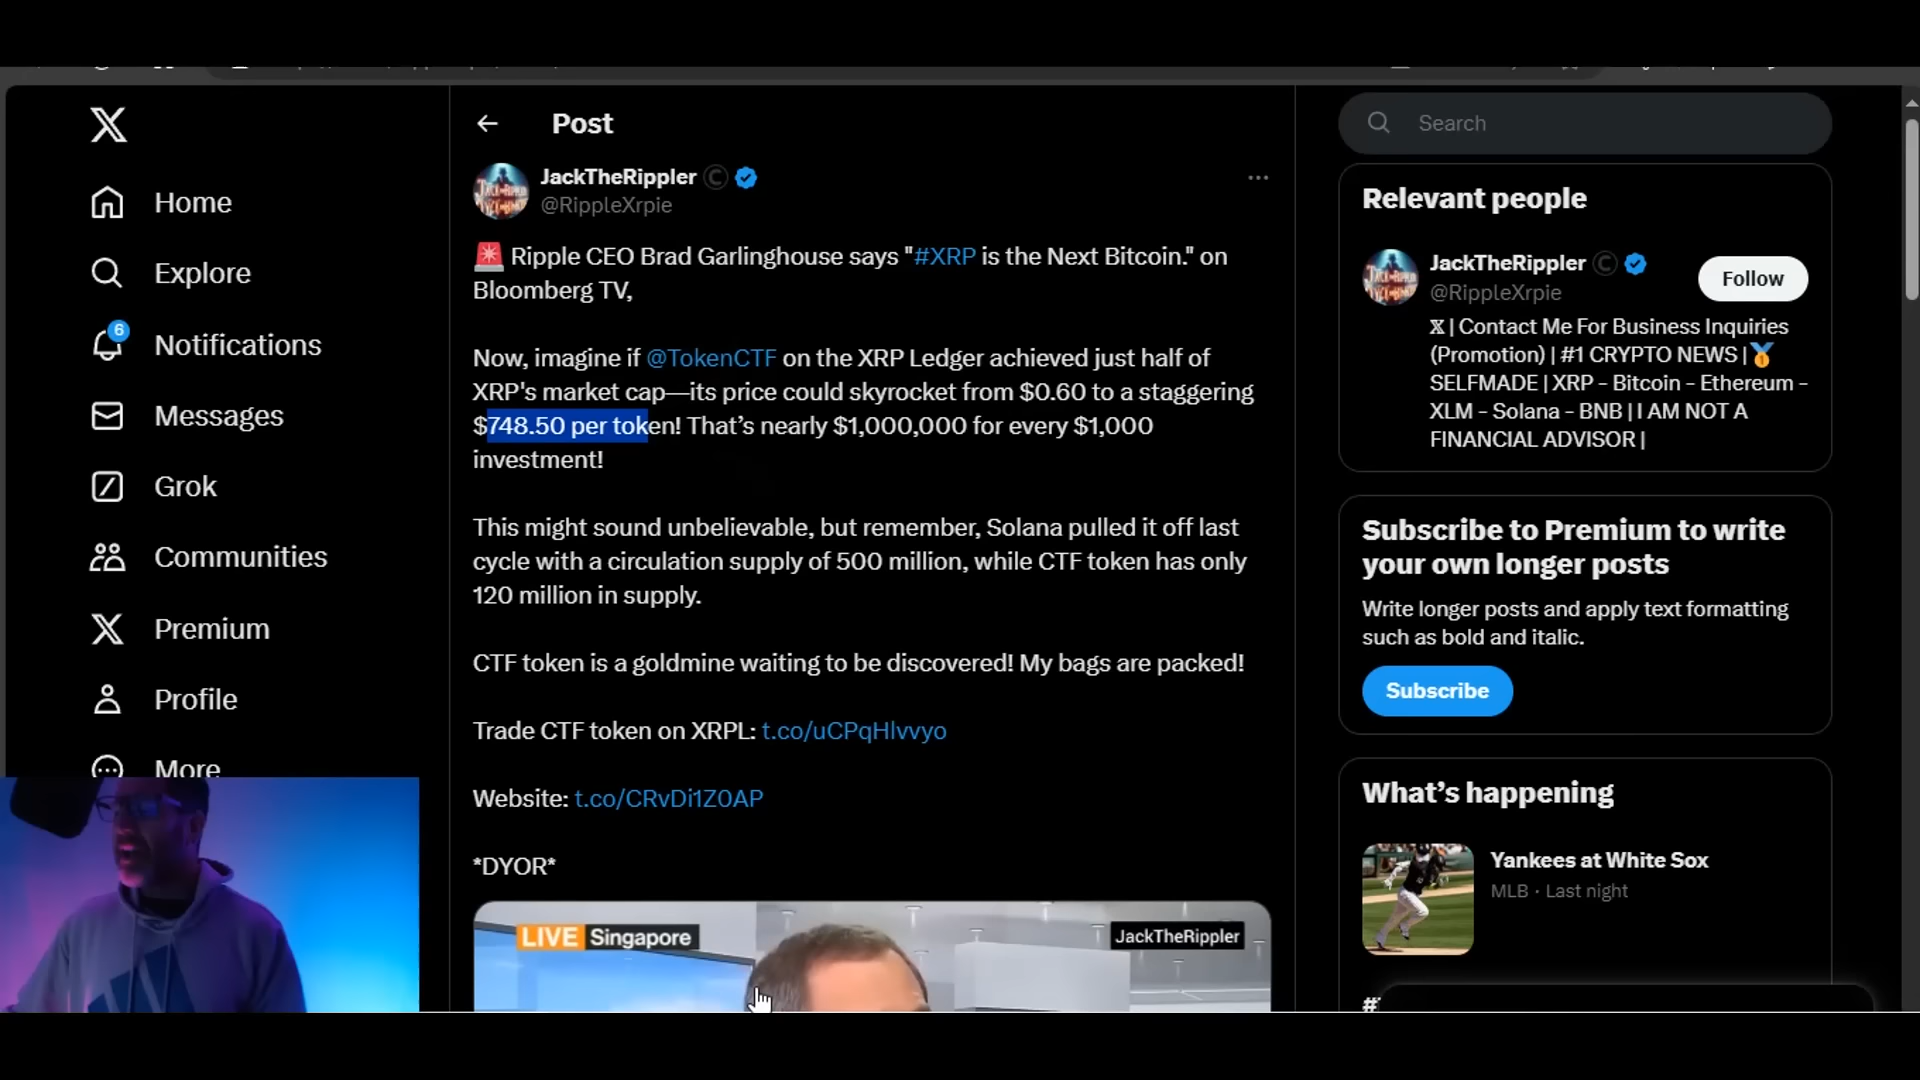 Home
Explore
6
Notifications
Messages
Grok
Communities
Premium
Profile
More
Post
JackTheRippler ©
@RippleXrpie
🚨 Ripple CEO Brad Garlinghouse says "#XRP is the Next Bitcoin." on
Bloomberg TV,
Now, imagine if @TokenCTF on the XRP Ledger achieved just half of
XRP's market cap—its price could skyrocket from $0.60 to a staggering
$748.50 per token! That’s nearly $1,000,000 for every $1,000
investment!
This might sound unbelievable, but remember, Solana pulled it off last
cycle with a circulation supply of 500 million, while CTF token has only
120 million in supply.
CTF token is a goldmine waiting to be discovered! My bags are packed!
Trade CTF token on XRPL: t.co/uCPqHlvvyo
Website: t.co/CRvDi1Z0AP
*DYOR*
LIVE Singapore
JackTheRippler
Search
Relevant people
JackTheRippler ©
@RippleXrpie
Follow
𝕏 | Contact Me For Business Inquiries
(Promotion) | #1 CRYPTO NEWS |🥇
SELFMADE | XRP - Bitcoin - Ethereum -
XLM - Solana - BNB | I AM NOT A
FINANCIAL ADVISOR |
Subscribe to Premium to write
your own longer posts
Write longer posts and apply text formatting
such as bold and italic.
Subscribe
What’s happening
Yankees at White Sox
MLB · Last night